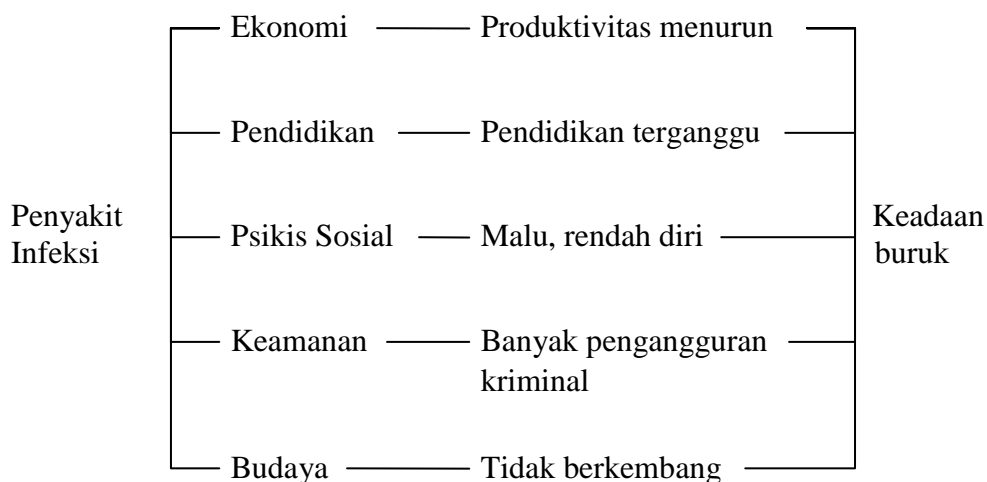 Ekonomi Produktivitas menurun
Pendidikan Pendidikan terganggu
Penyakit
Infeksi
Psikis Sosial Malu, rendah diri
Keadaan
buruk
Keamanan Banyak pengangguran
kriminal
Budaya Tidak berkembang